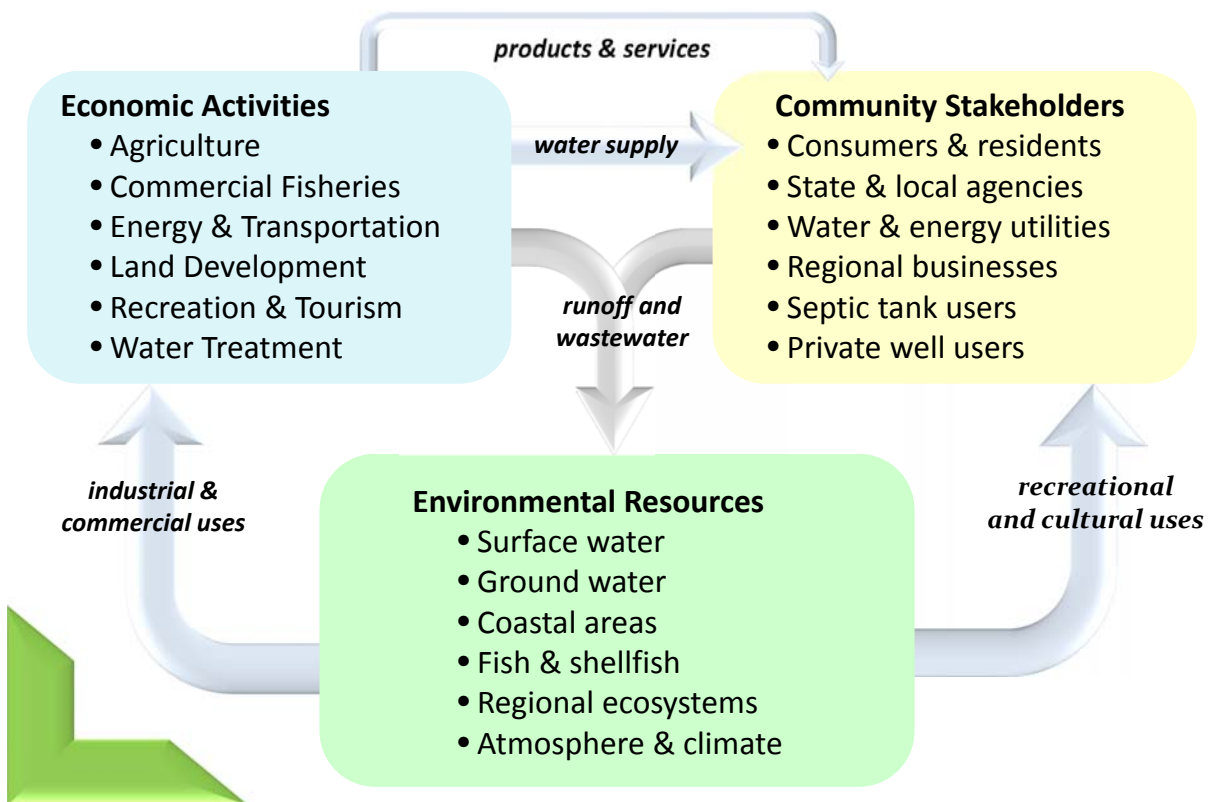 products & services
Economic Activities
• Agriculture
• Commercial Fisheries
• Energy & Transportation
• Land Development
• Recreation & Tourism
• Water Treatment
water supply
Community Stakeholders
• Consumers & residents
• State & local agencies
• Water & energy utilities
• Regional businesses
• Septic tank users
• Private well users
runoff and
wastewater
industrial &
commercial uses
Environmental Resources
• Surface water
• Ground water
• Coastal areas
• Fish & shellfish
• Regional ecosystems
• Atmosphere & climate
recreational
and cultural uses